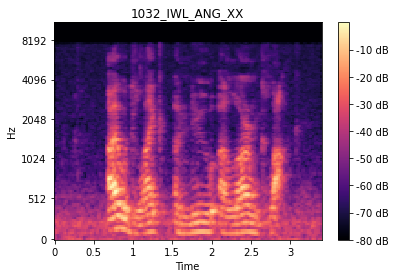 1032_IWL_ANG_XX
8192
4096
2048
1024
512
0
Hz
0
0.5
1
1.5
2
2.5
3
Time
-10 dB
-20 dB
-30 dB
-40 dB
-50 dB
-60 dB
-70 dB
-80 dB